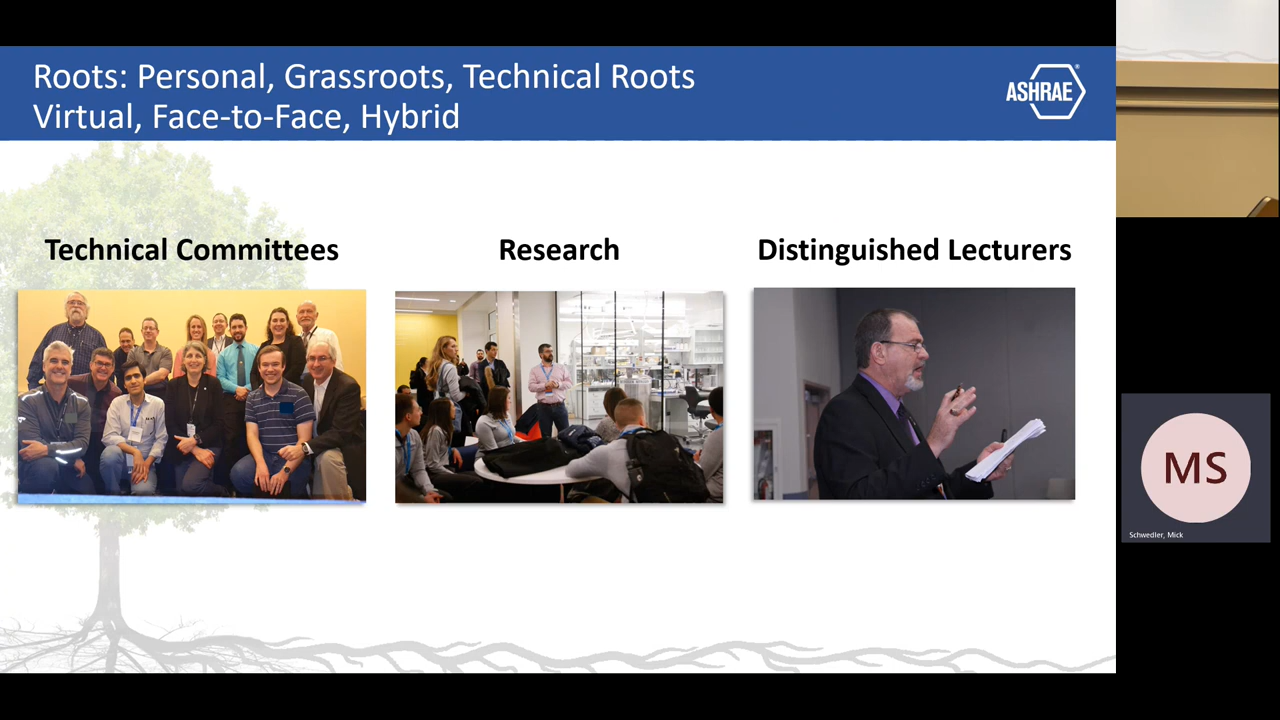 Roots: Personal, Grassroots, Technical Roots
Virtual, Face-to-Face, Hybrid
ASHRAE®
Technical Committees
Research
Distinguished Lecturers
MS
Schwedler, Mick